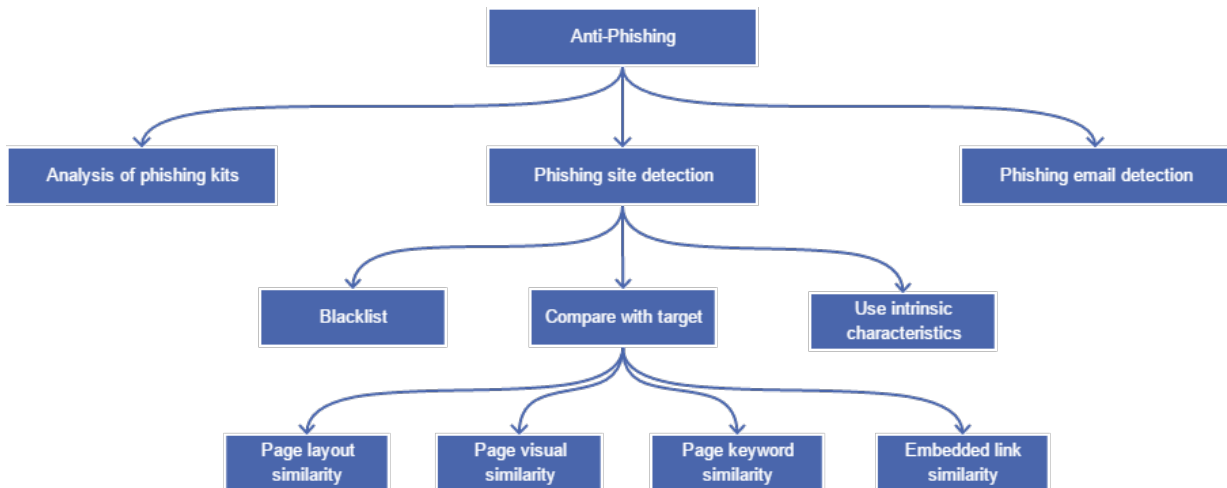 Anti-Phishing
Analysis of phishing kits
Phishing site detection
Phishing email detection
Blacklist
Compare with target
Use intrinsic
characteristics
Page layout
similarity
Page visual
similarity
Page keyword
similarity
Embedded link
similarity